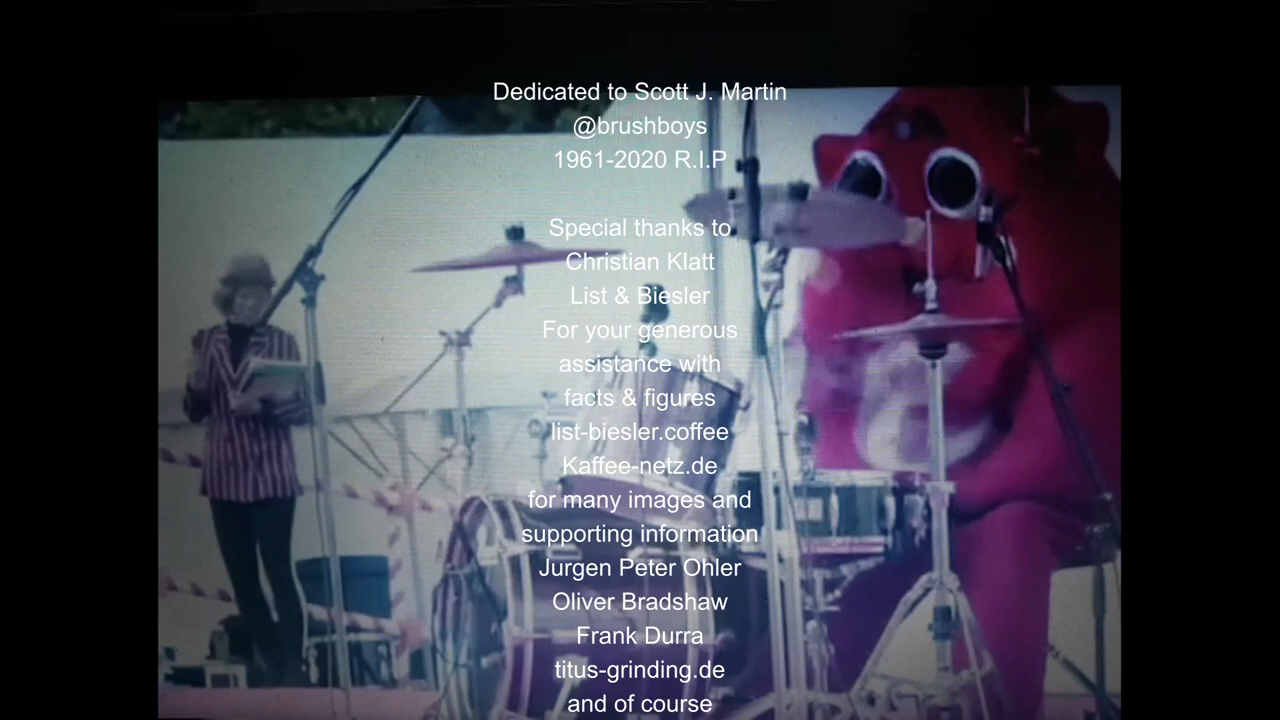 Dedicated to Scott J. Martin
@brushboys
1961-2020 R.I.P
Special thanks to
Christian Klatt
List & Biesler
For your generous
assistance with
facts & figures
list-biesler.coffee
Kaffee-netz.de
for many images and
supporting information
Jurgen Peter Ohler
Oliver Bradshaw
Frank Durra
titus-grinding.de
and of course